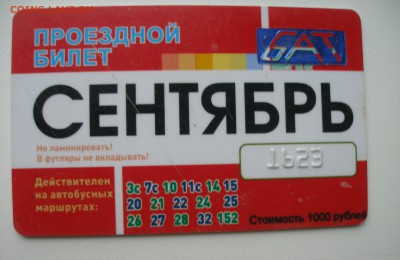 ПРОЕЗДНОЙ
БИЛЕТ
GAT
СЕНТЯБРЬ
Не ламинировать!
В футляры не вкладывать!
1623
Действителен
на автобусных
маршрутах:
3с 7с 10 11с 14 15
20 21 22 24 25
26 27 28 32 152
Стоимость 1000 рублей